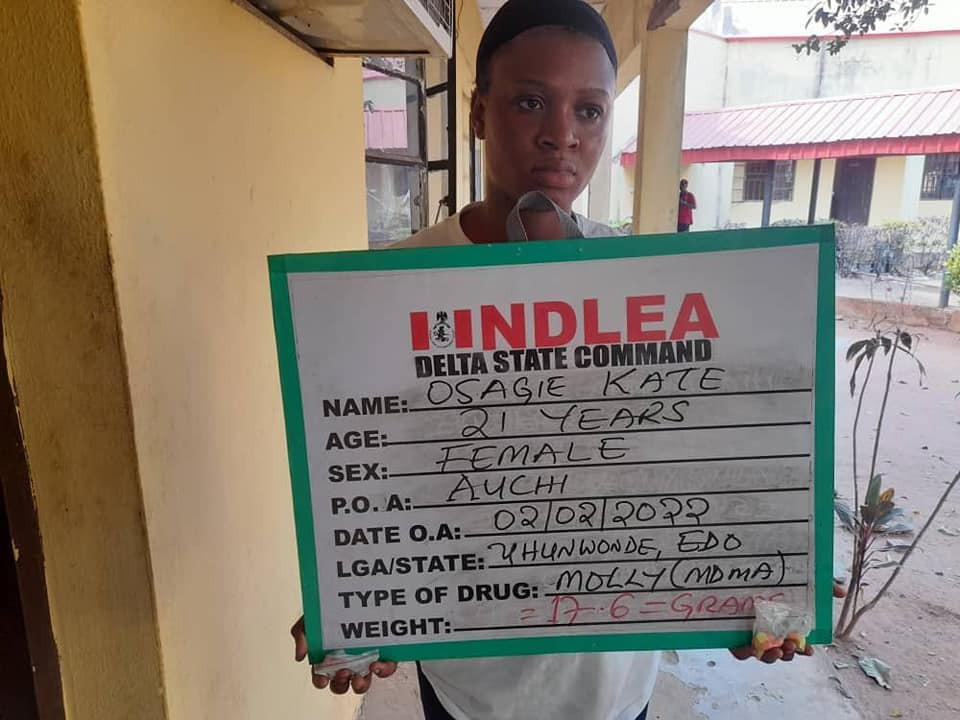 NDLEA
DELTA STATE COMMAND
NAME: OSAGIE KATE
AGE: 21 YEARS
SEX: FEMALE
P.O.A: AUCHI
DATE O.A: 02/02/2022
LGA/STATE: UHUNWONDE, EDO
TYPE OF DRUG: MOLLY (MDMA)
WEIGHT: =17.6=GRAMS